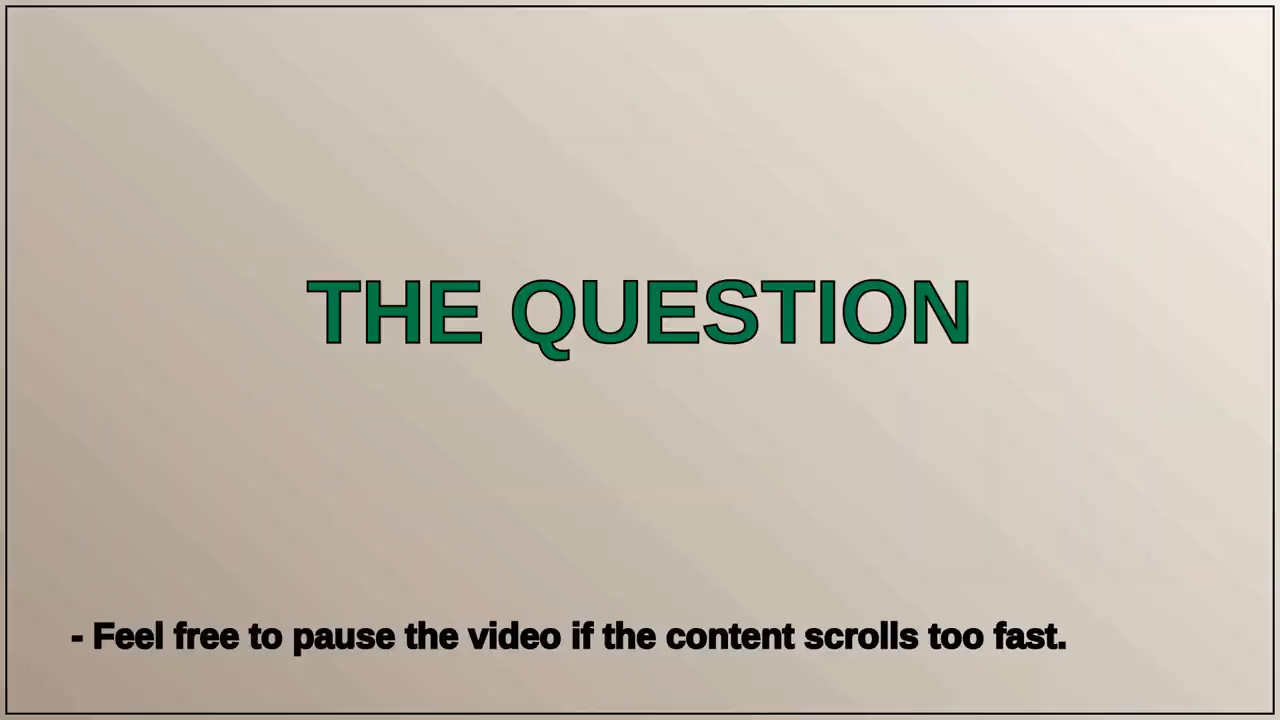 THE QUESTION
- Feel free to pause the video if the content scrolls too fast.